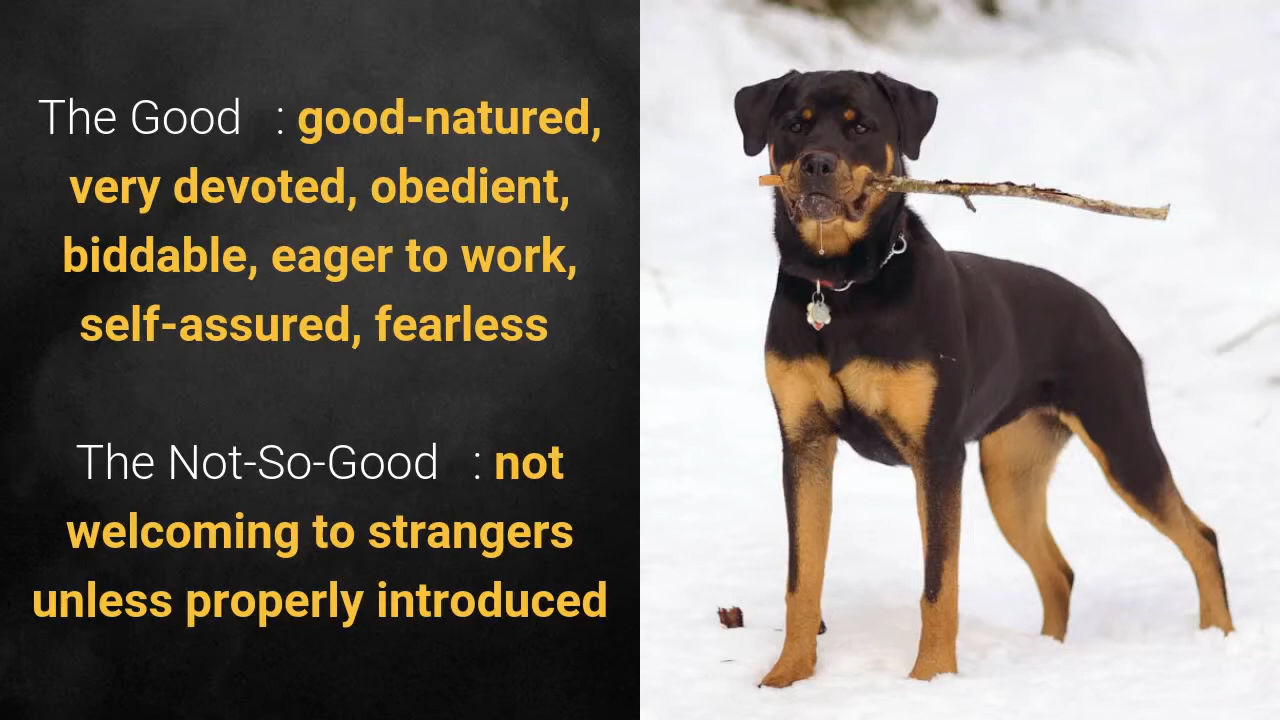 The Good : good-natured,
very devoted, obedient,
biddable, eager to work,
self-assured, fearless
The Not-So-Good : not
welcoming to strangers
unless properly introduced